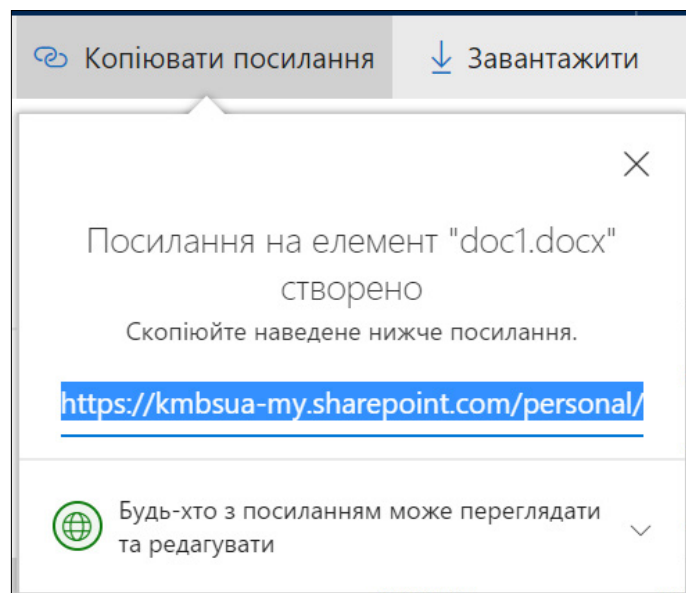 Копіювати посилання
Завантажити
Посилання на елемент "doc1.docx"
створено
Скопіюйте наведене нижче посилання.
https://kmbsua-my.sharepoint.com/personal/
Будь-хто з посиланням може переглядати
та редагувати